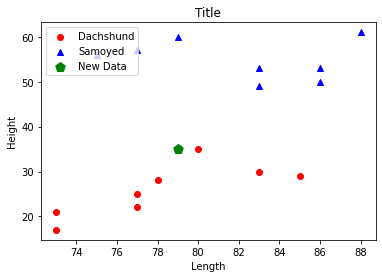 Title
Dachshund
Samoyed
New Data
Height
60
50
40
30
20
74 76 78 80 82 84 86 88
Length